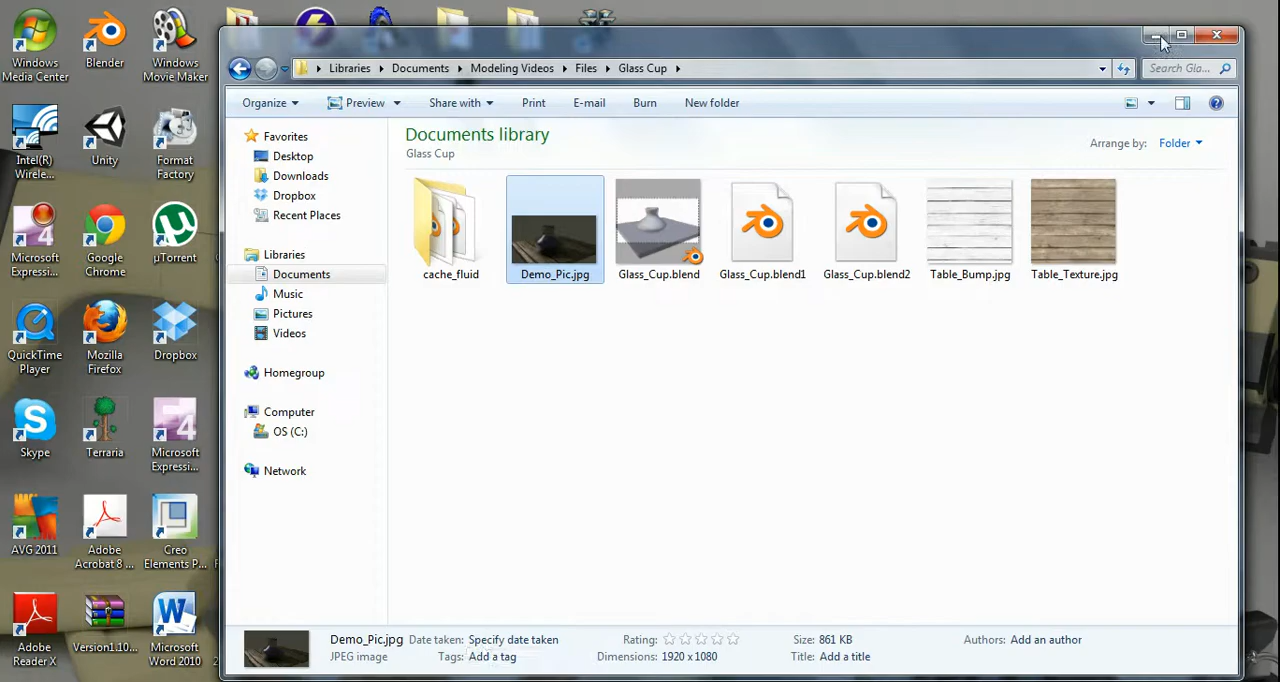 Windows Media Center
Blender
Windows Movie Maker
Libraries Documents Modeling Videos Files Glass Cup
Search Gla...
Organize Preview Share with Print E-mail Burn New folder
Intel(R) Wirele...
Unity
Format Factory
Favorites
Desktop
Downloads
Dropbox
Recent Places
Libraries
Documents
Music
Pictures
Videos
Homegroup
Computer
OS (C:)
Network
Documents library
Glass Cup
Arrange by: Folder
cache_fluid
Demo_Pic.jpg
Glass_Cup.blend
Glass_Cup.blend1
Glass_Cup.blend2
Table_Bump.jpg
Table_Texture.jpg
Microsoft Expressi...
Google Chrome
µTorrent
QuickTime Player
Mozilla Firefox
Dropbox
Skype
Terraria
Microsoft Expressi...
AVG 2011
Adobe Acrobat 8 ...
Creo Elements P...
Adobe Reader X
Version1.10...
Microsoft Word 2010
Demo_Pic.jpg Date taken: Specify date taken Rating: Size: 861 KB Authors: Add an author
JPEG image Tags: Add a tag Dimensions: 1920 x 1080 Title: Add a title